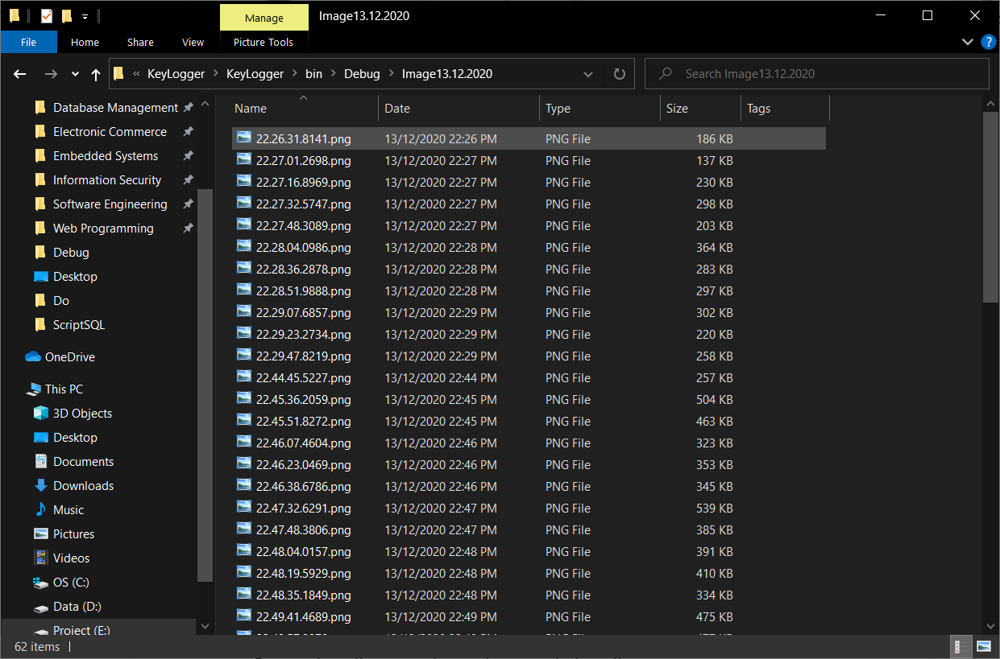 Manage
Image13.12.2020
File
Home
Share
View
Picture Tools
?
« KeyLogger > KeyLogger > bin > Debug > Image13.12.2020
Search Image13.12.2020
Database Management
Electronic Commerce
Embedded Systems
Information Security
Software Engineering
Web Programming
Debug
Desktop
Do
ScriptSQL
OneDrive
This PC
3D Objects
Desktop
Documents
Downloads
Music
Pictures
Videos
OS (C:)
Data (D:)
Project (E:)
Name Date Type Size Tags
22.26.31.8141.png 13/12/2020 22:26 PM PNG File 186 KB
22.27.01.2698.png 13/12/2020 22:27 PM PNG File 137 KB
22.27.16.8969.png 13/12/2020 22:27 PM PNG File 230 KB
22.27.32.5747.png 13/12/2020 22:27 PM PNG File 298 KB
22.27.48.3089.png 13/12/2020 22:27 PM PNG File 203 KB
22.28.04.0986.png 13/12/2020 22:28 PM PNG File 364 KB
22.28.36.2878.png 13/12/2020 22:28 PM PNG File 283 KB
22.28.51.9888.png 13/12/2020 22:28 PM PNG File 297 KB
22.29.07.6857.png 13/12/2020 22:29 PM PNG File 302 KB
22.29.23.2734.png 13/12/2020 22:29 PM PNG File 220 KB
22.29.47.8219.png 13/12/2020 22:29 PM PNG File 258 KB
22.44.45.5227.png 13/12/2020 22:44 PM PNG File 257 KB
22.45.36.2059.png 13/12/2020 22:45 PM PNG File 504 KB
22.45.51.8272.png 13/12/2020 22:45 PM PNG File 463 KB
22.46.07.4604.png 13/12/2020 22:46 PM PNG File 323 KB
22.46.23.0469.png 13/12/2020 22:46 PM PNG File 353 KB
22.46.38.6786.png 13/12/2020 22:46 PM PNG File 345 KB
22.47.32.6291.png 13/12/2020 22:47 PM PNG File 539 KB
22.47.48.3806.png 13/12/2020 22:47 PM PNG File 385 KB
22.48.04.0157.png 13/12/2020 22:48 PM PNG File 391 KB
22.48.19.5929.png 13/12/2020 22:48 PM PNG File 410 KB
22.48.35.1849.png 13/12/2020 22:48 PM PNG File 334 KB
22.49.41.4689.png 13/12/2020 22:49 PM PNG File 475 KB
62 items